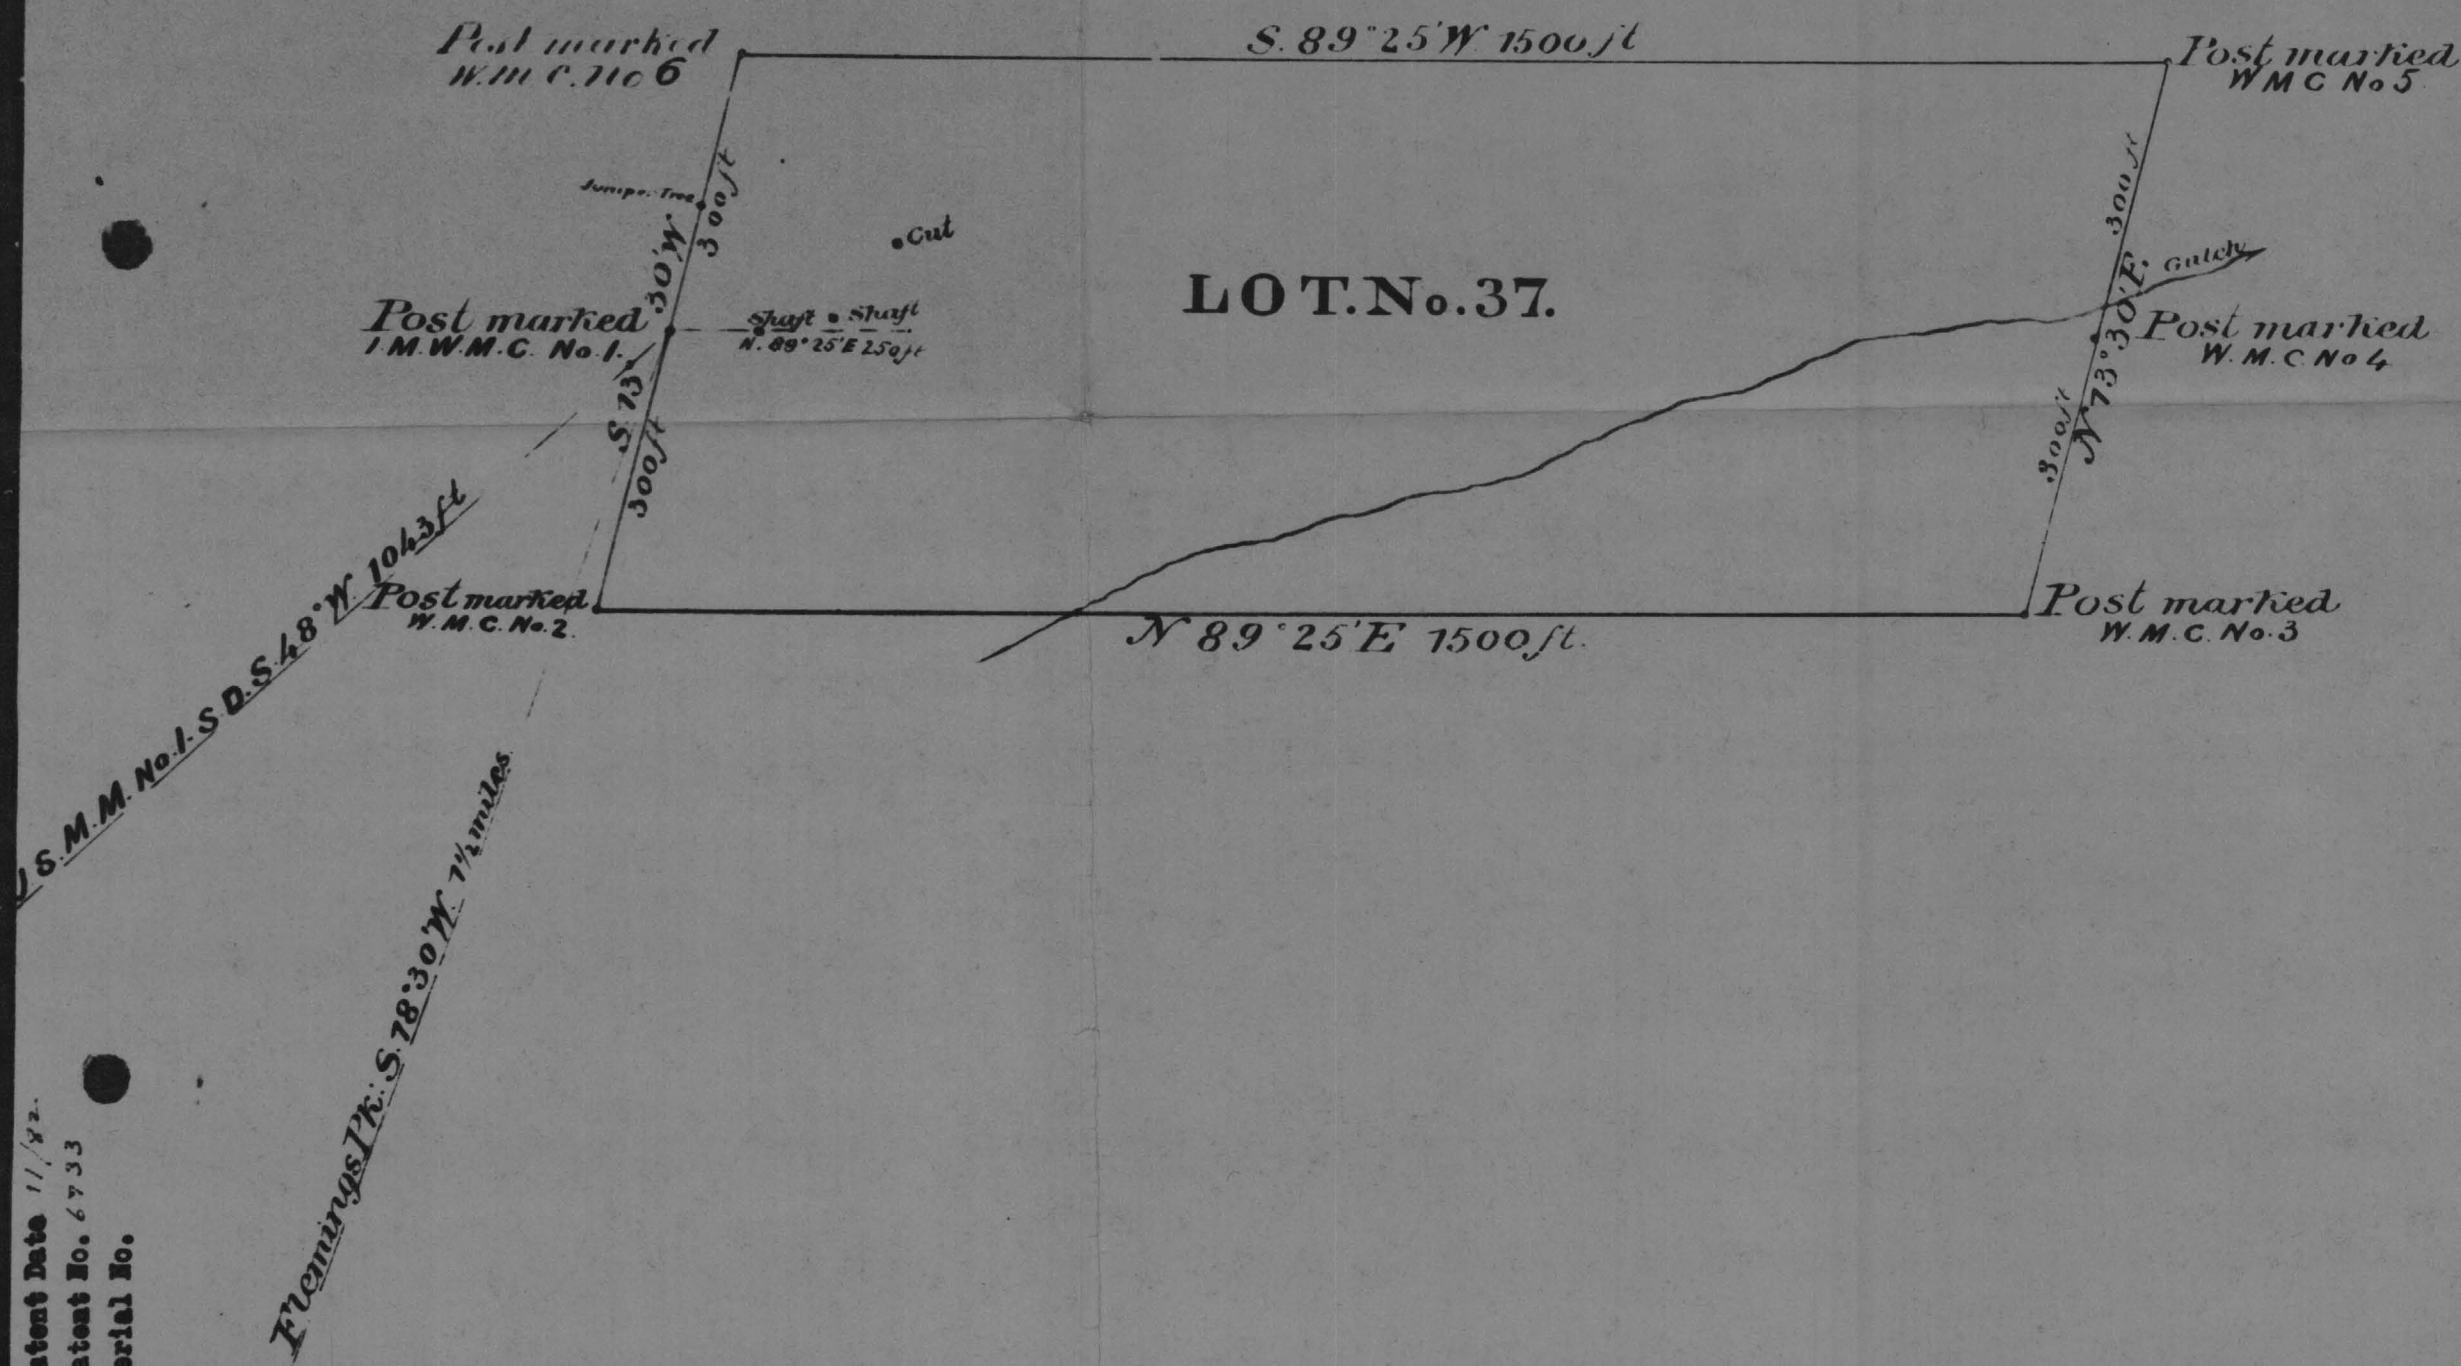 Post marked
W.M.C. No 6
S. 89° 25' W 1500 ft
Post marked
W M C No 5
Juniper Tree
300 ft
300 ft
Cut
Gulch
LOT. No. 37.
Post marked
I.M.W.M.C. No. 1.
Shaft Shaft
N. 89° 25' E 250 ft
Post marked
W. M. C. No 4
S 73° 30' W
N 73° 30' E
300 ft
300 ft
U.S. M. M. No. 1. S D. S. 48° W. 1043 ft
Post marked
W. M. C. No. 2.
Post marked
W. M. C. No. 3
N 89° 25' E 1500 ft.
Flemings Pk: S. 78° 30' W. 1½ miles
atent Date 11/82
atent No. 6733
erial No.